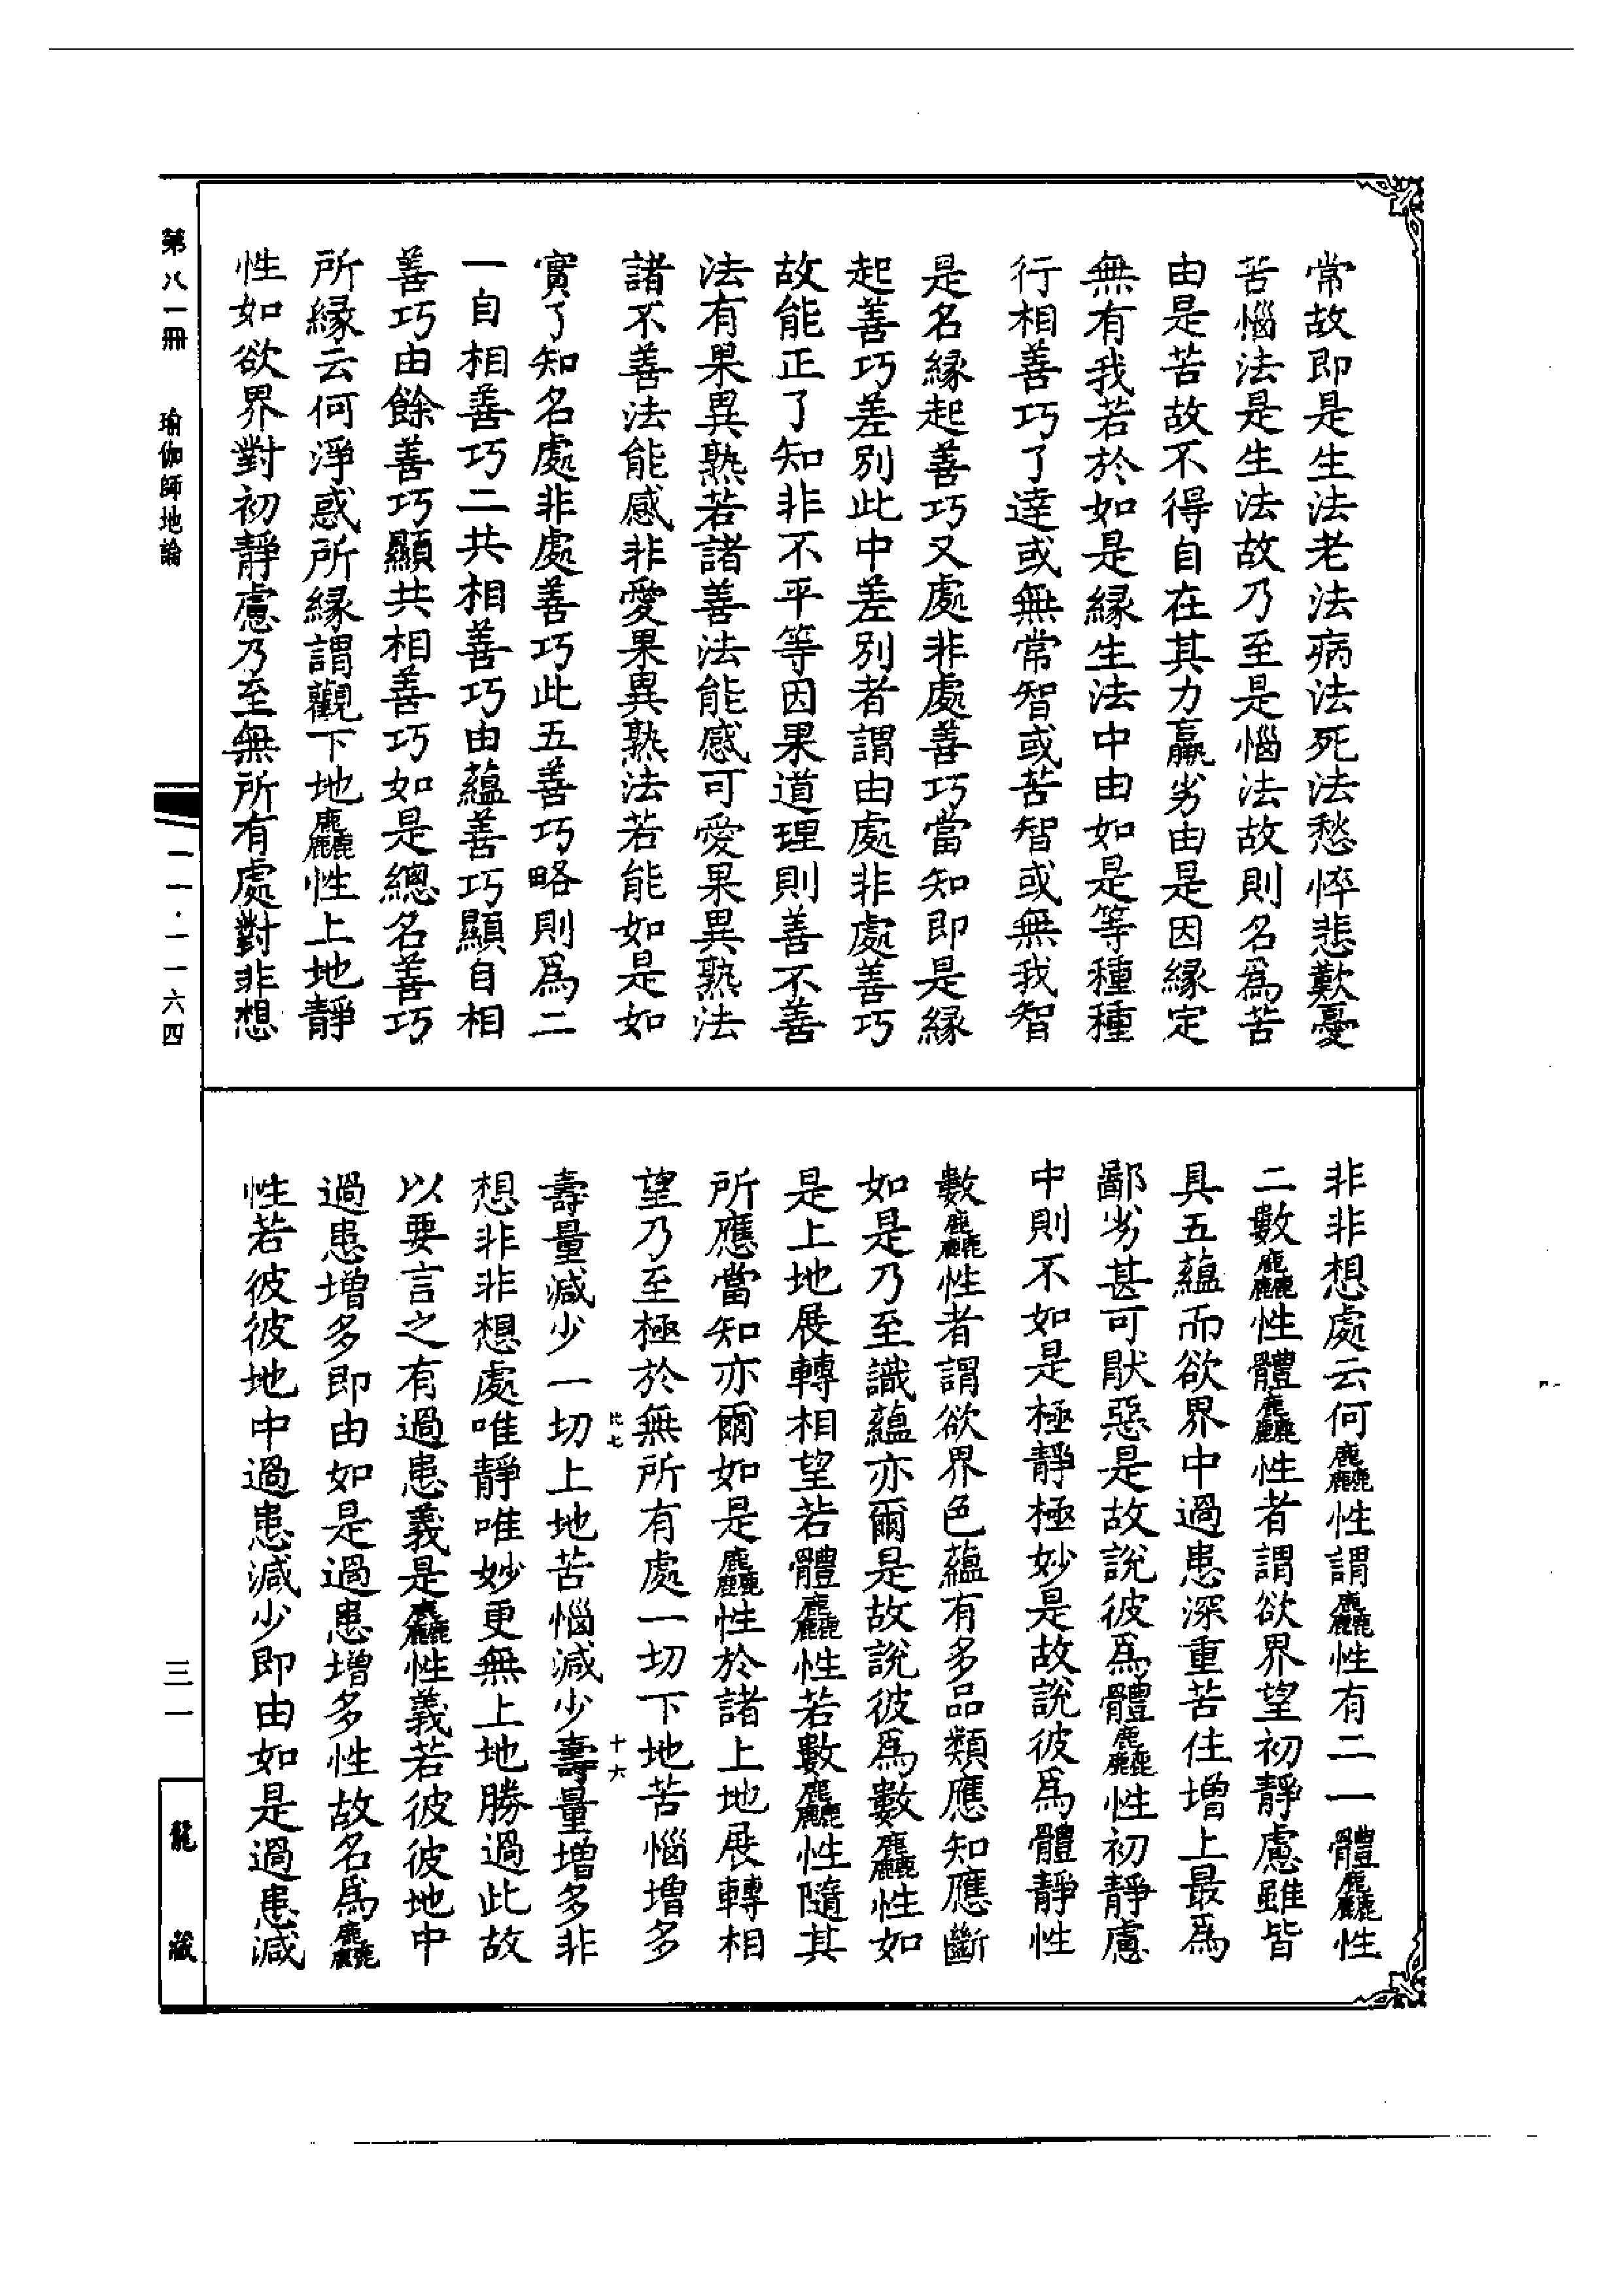 常故即是生法老法病法死法愁悴悲歎憂
苦惱法是生法故乃至是惱法故則名爲苦
由是苦故不得自在其力羸劣由是因緣定
無有我若於如是緣生法中由如是等種種
行相善巧了達或無常智或苦智或無我智
是名緣起善巧又處非處善巧當知即是緣
起善巧差別此中差別者謂由處非處善巧
故能正了知非不平等因果道理則善不善
法有果異熟若諸善法能感可愛果異熟法
諸不善法能感非愛果異熟法若能如是如
實了知名處非處善巧此五善巧略則爲二
一自相善巧二共相善巧由蘊善巧顯自相
善巧由餘善巧顯共相善巧如是總名善巧
所緣云何淨惑所緣謂觀下地麤性上地靜
性如欲界對初靜慮乃至無所有處對非想
非非想處云何麤性謂麤性有二一體麤性
二數麤性體麤性者謂欲界望初靜慮雖皆
具五蘊而欲界中過患深重苦住增上最爲
鄙劣甚可猒惡是故說彼爲體麤性初靜慮
中則不如是極靜極妙是故說彼爲體靜性
數麤性者謂欲界色蘊有多品類應知應斷
如是乃至識蘊亦爾是故說彼爲數麤性如
是上地展轉相望若體麤性若數麤性隨其
所應當知亦爾如是麤性於諸上地展轉相
望乃至極於無所有處一切下地苦惱增多
比七 十六
壽量減少一切上地苦惱減少壽量增多非
想非非想處唯靜唯妙更無上地勝過此故
以要言之有過患義是麤性義若彼彼地中
過患增多即由如是過患增多性故名爲麤
性若彼彼地中過患減少即由如是過患減
第八一冊 瑜伽師地論
一一·一一六四
三一
龍藏